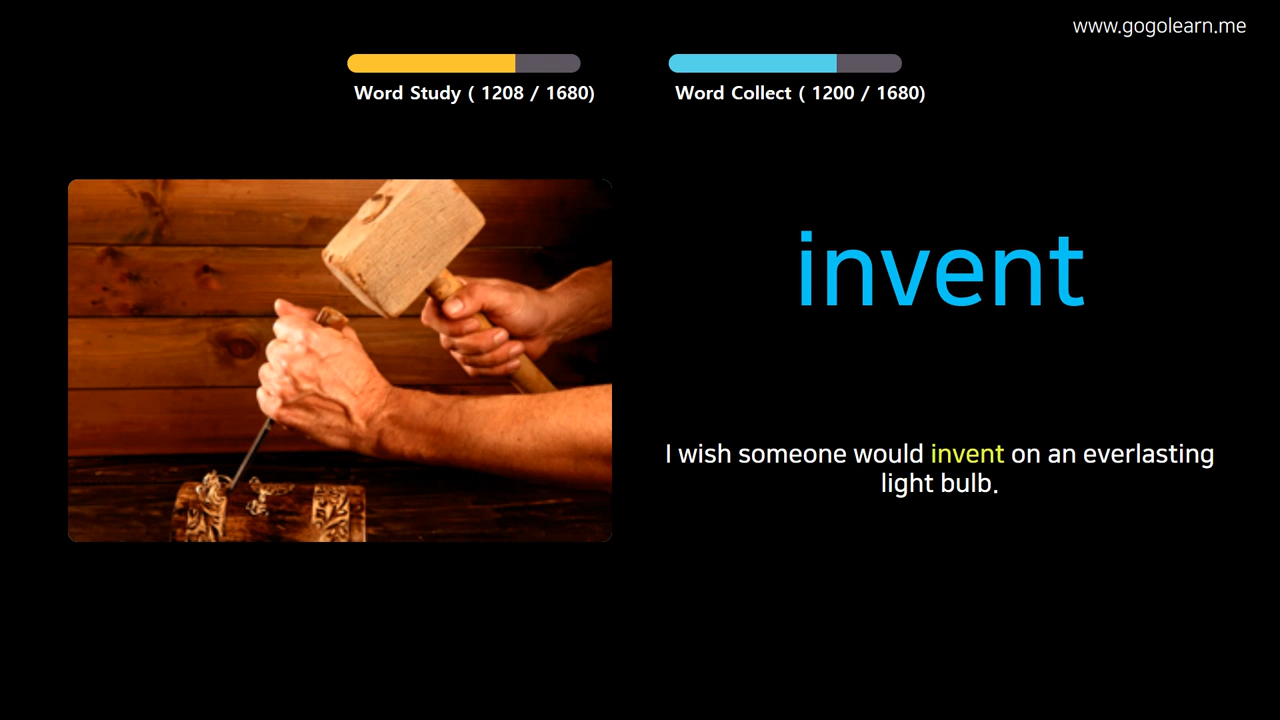 www.gogolearn.me
Word Study ( 1208 / 1680)
Word Collect ( 1200 / 1680)
invent
I wish someone would invent on an everlasting
light bulb.